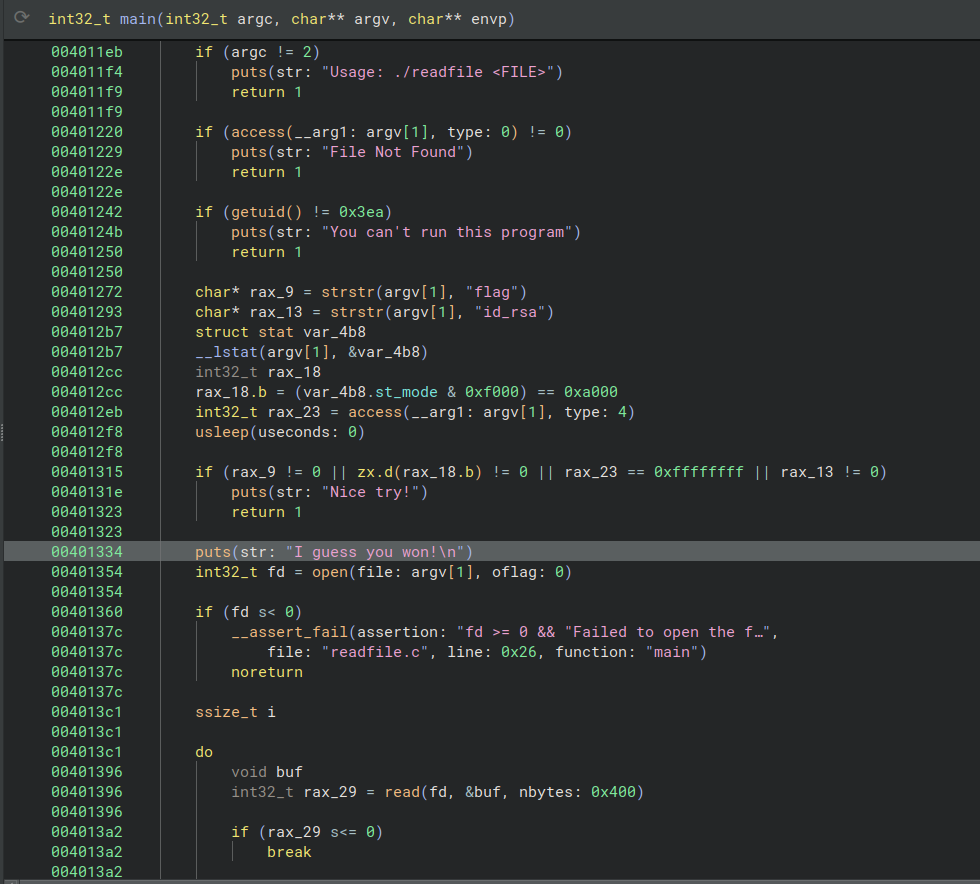 int32_t main(int32_t argc, char** argv, char** envp)
004011eb if (argc != 2)
004011f4 puts(str: "Usage: ./readfile <FILE>")
004011f9 return 1
004011f9
00401220 if (access(__arg1: argv[1], type: 0) != 0)
00401229 puts(str: "File Not Found")
0040122e return 1
0040122e
00401242 if (getuid() != 0x3ea)
0040124b puts(str: "You can't run this program")
00401250 return 1
00401250
00401272 char* rax_9 = strstr(argv[1], "flag")
00401293 char* rax_13 = strstr(argv[1], "id_rsa")
004012b7 struct stat var_4b8
004012b7 __lstat(argv[1], &var_4b8)
004012cc int32_t rax_18
004012cc rax_18.b = (var_4b8.st_mode & 0xf000) == 0xa000
004012eb int32_t rax_23 = access(__arg1: argv[1], type: 4)
004012f8 usleep(useconds: 0)
004012f8
00401315 if (rax_9 != 0 || zx.d(rax_18.b) != 0 || rax_23 == 0xffffffff || rax_13 != 0)
0040131e puts(str: "Nice try!")
00401323 return 1
00401323
00401334 puts(str: "I guess you won!\n")
00401354 int32_t fd = open(file: argv[1], oflag: 0)
00401354
00401360 if (fd s< 0)
0040137c __assert_fail(assertion: "fd >= 0 && "Failed to open the f…",
0040137c file: "readfile.c", line: 0x26, function: "main")
0040137c noreturn
0040137c
004013c1 ssize_t i
004013c1
004013c1 do
00401396 void buf
00401396 int32_t rax_29 = read(fd, &buf, nbytes: 0x400)
00401396
004013a2 if (rax_29 s<= 0)
004013a2 break
004013a2